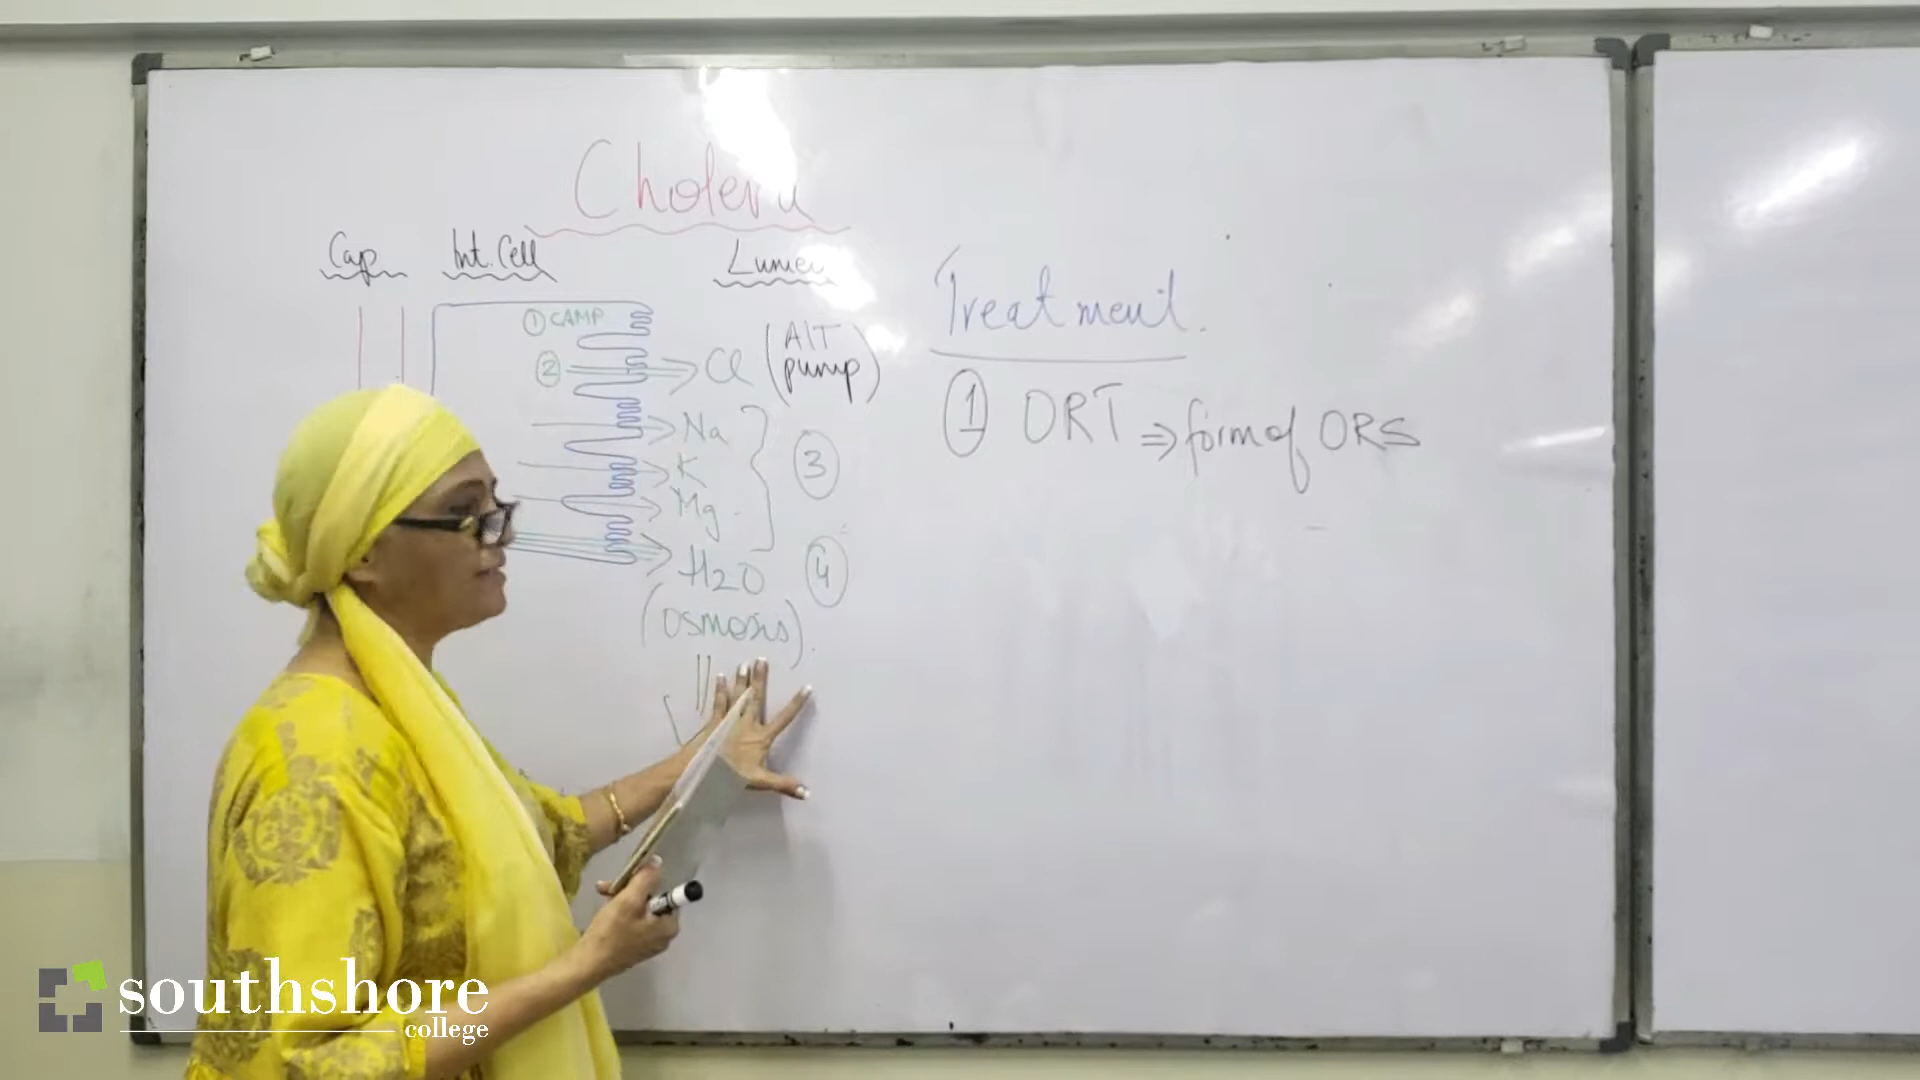 Cholera
Cap Int. Cell Lumen
① CAMP
② Cl (A/T pump)
Na
K
Mg
③
H2O ④
(osmosis)
Treatment.
① ORT ⇒ form of ORS
southshore
college